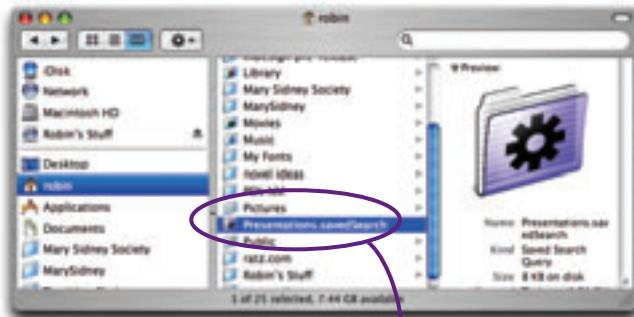 robin
iDisk
Network
Macintosh HD
Robin's Stuff
Desktop
robin
Applications
Documents
Mary Sidney Society
MarySidney
Library
Mary Sidney Society
MarySidney
Movies
Music
My Fonts
novel ideas
Pictures
Presentations.savedSearch
Public
ratz.com
Robin's Stuff
Preview:
Name Presentations.sav
edSearch
Kind Saved Search
Query
Size 8 KB on disk
1 of 25 selected, 7.44 GB available